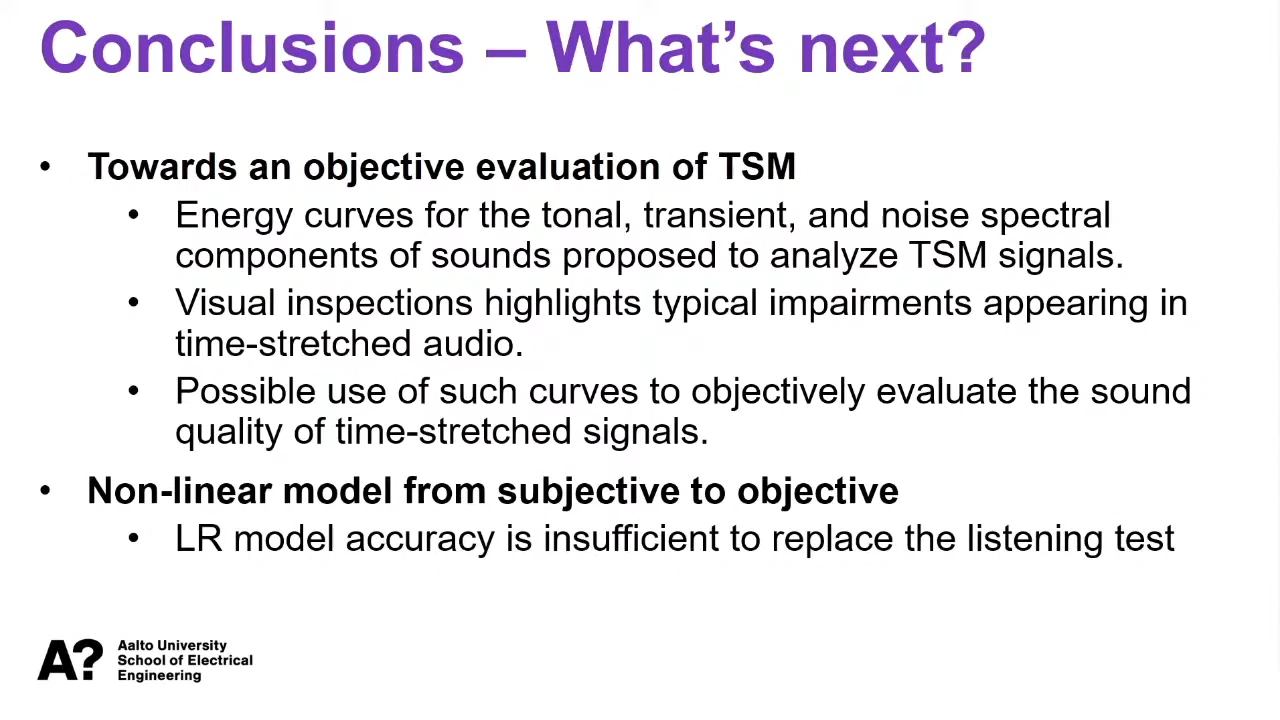 Conclusions – What's next?
• Towards an objective evaluation of TSM
• Energy curves for the tonal, transient, and noise spectral
components of sounds proposed to analyze TSM signals.
• Visual inspections highlights typical impairments appearing in
time-stretched audio.
• Possible use of such curves to objectively evaluate the sound
quality of time-stretched signals.
• Non-linear model from subjective to objective
• LR model accuracy is insufficient to replace the listening test
A?
Aalto University
School of Electrical
Engineering